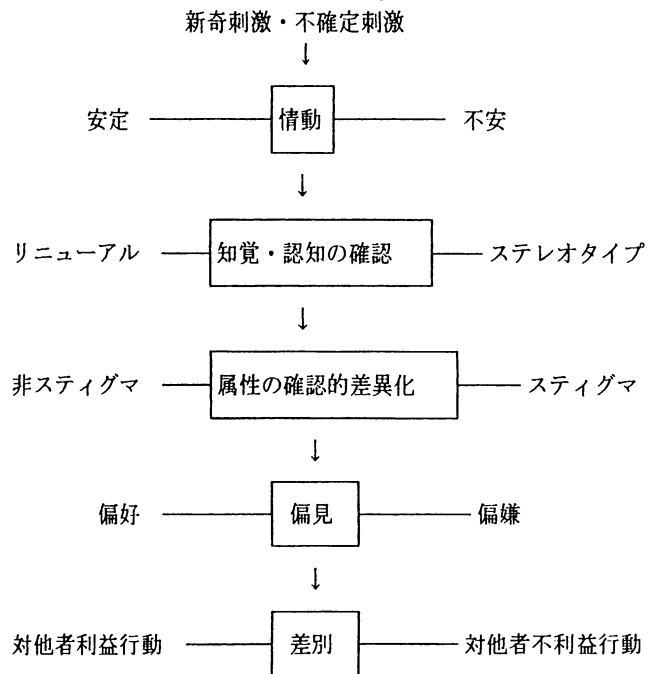 新奇刺激・不確定刺激
↓
安定 情動 不安
↓
リニューアル 知覚・認知の確認 ステレオタイプ
↓
非スティグマ 属性の確認的差異化 スティグマ
↓
偏好 偏見 偏嫌
↓
対他者利益行動 差別 対他者不利益行動